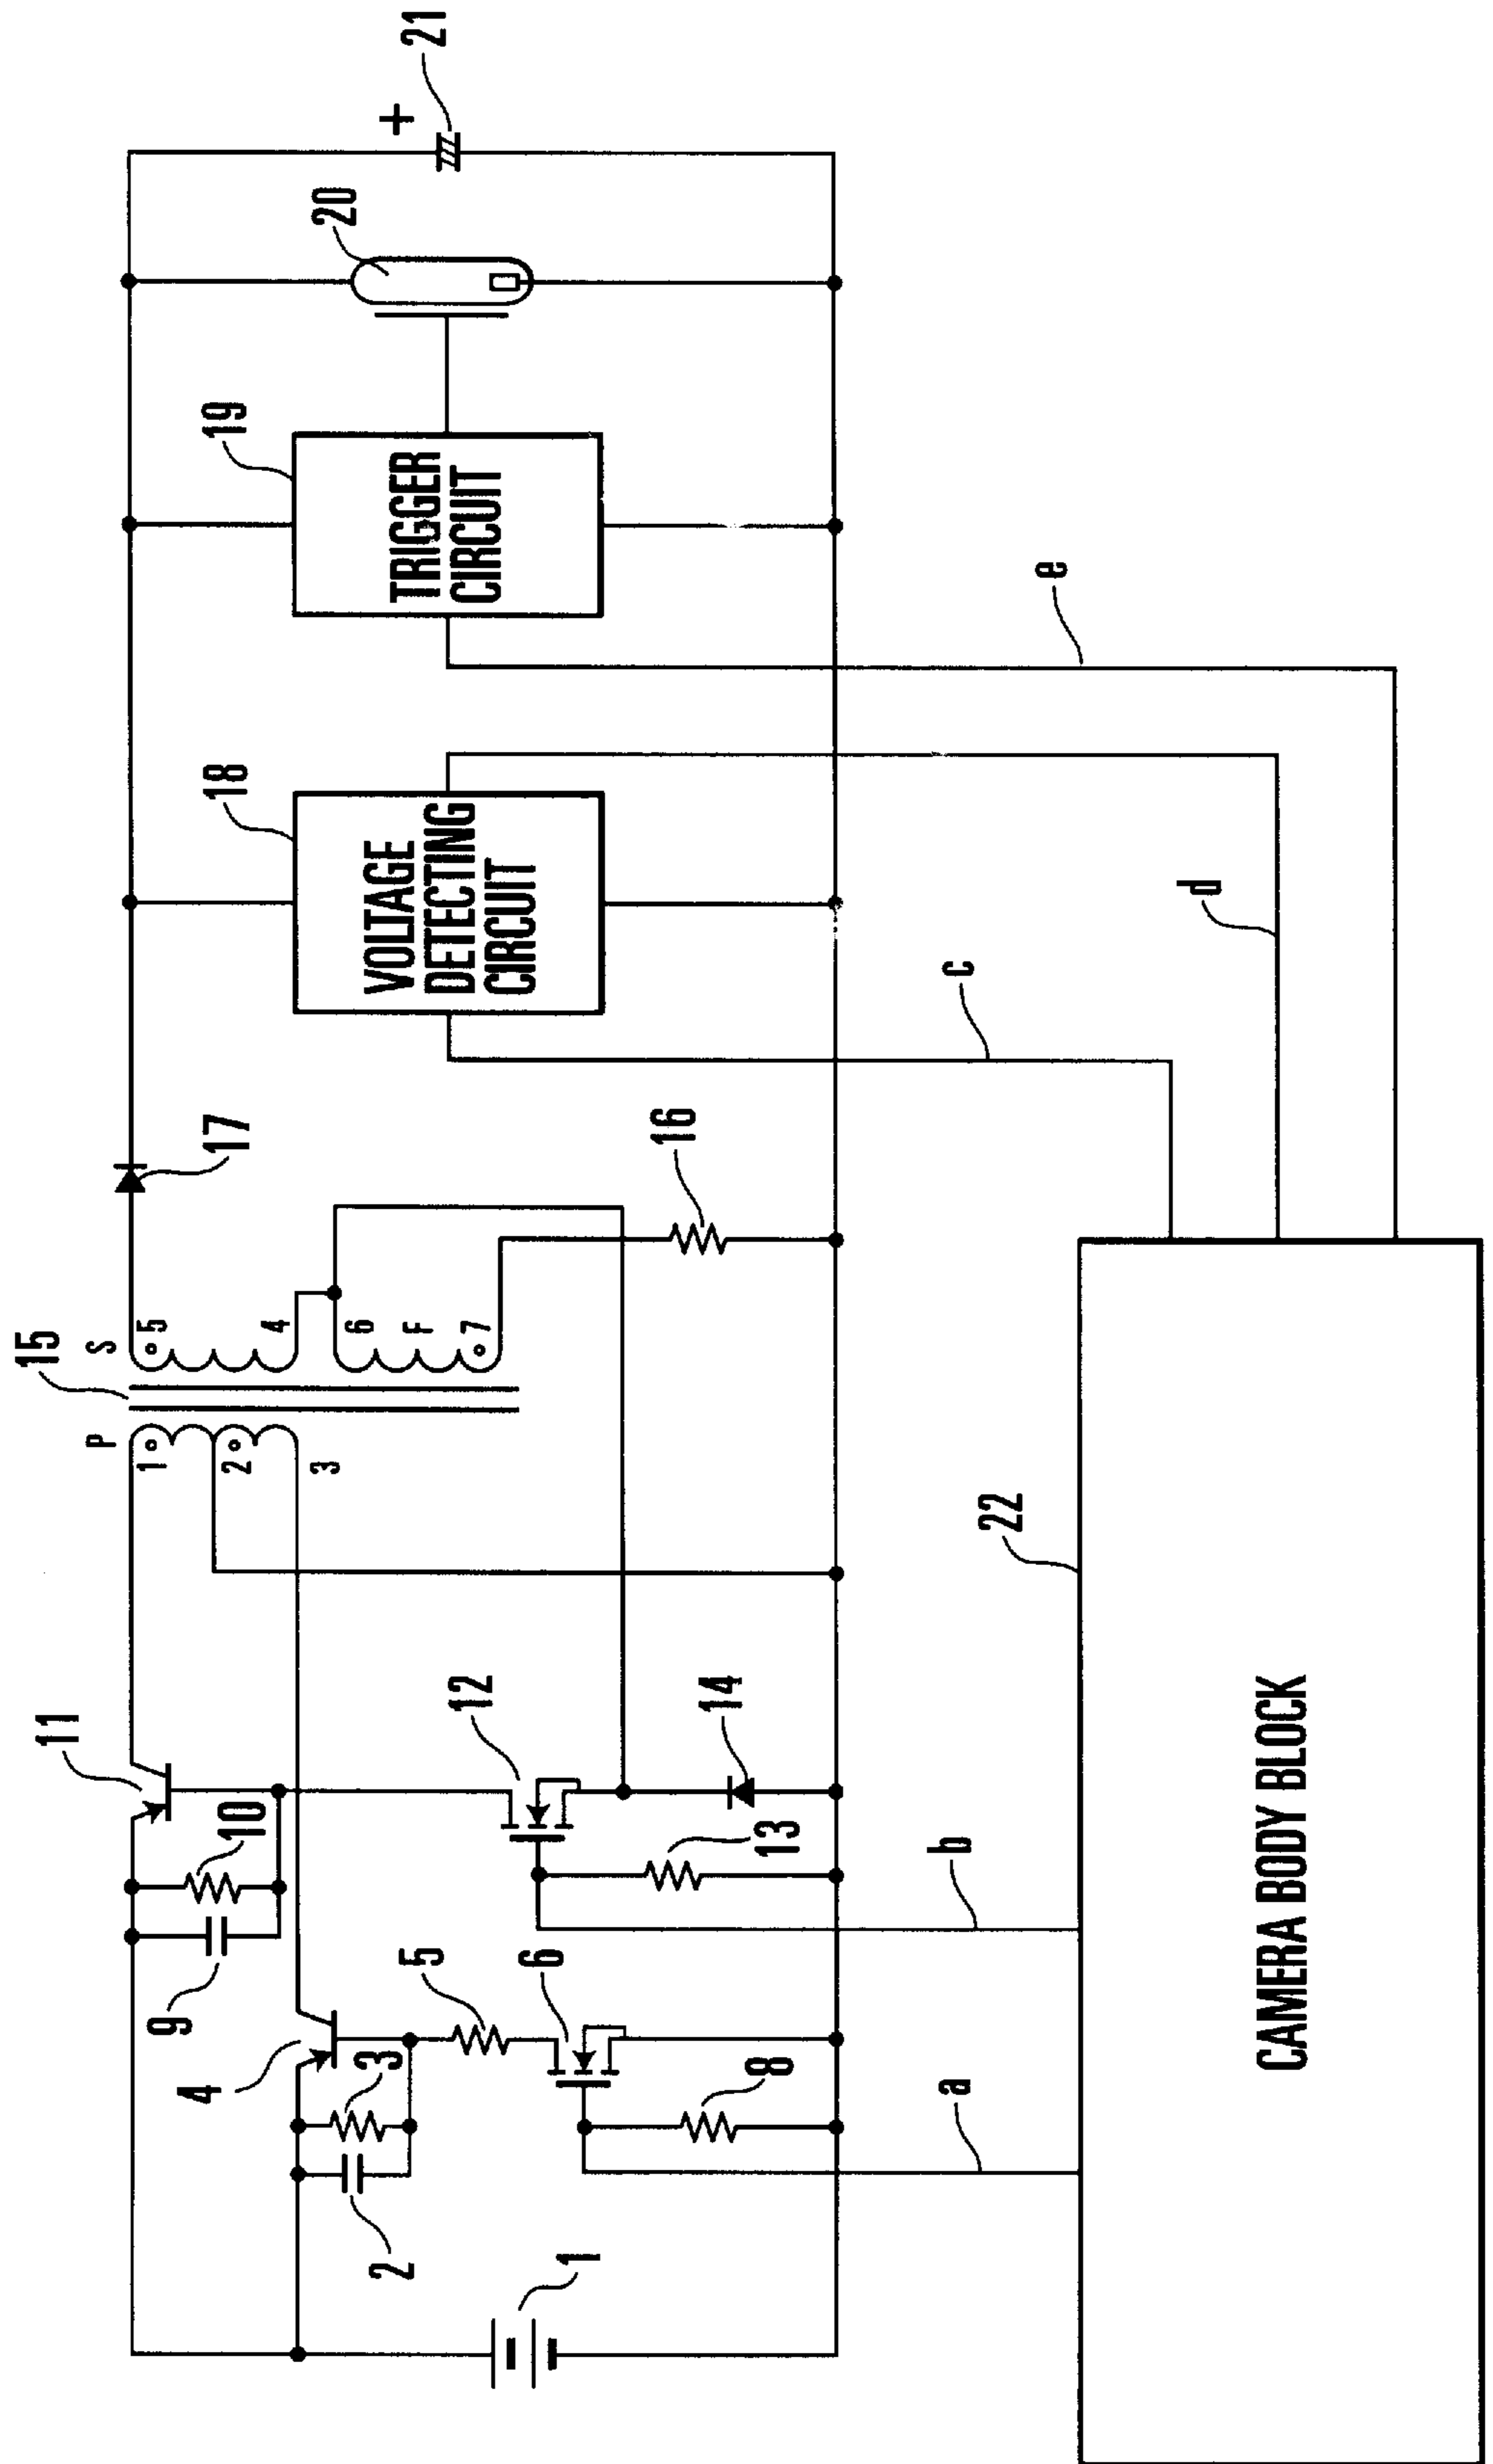 15
11
P
S
1
5
9
4
10
17
18
19
2
4
3
20
6
3
2
+
F
5
21
VOLTAGE
DETECTING
CIRCUIT
TRIGGER
CIRCUIT
12
7
6
1
16
14
8
13
a
b
c
22
e
d
CAMERA BODY BLOCK